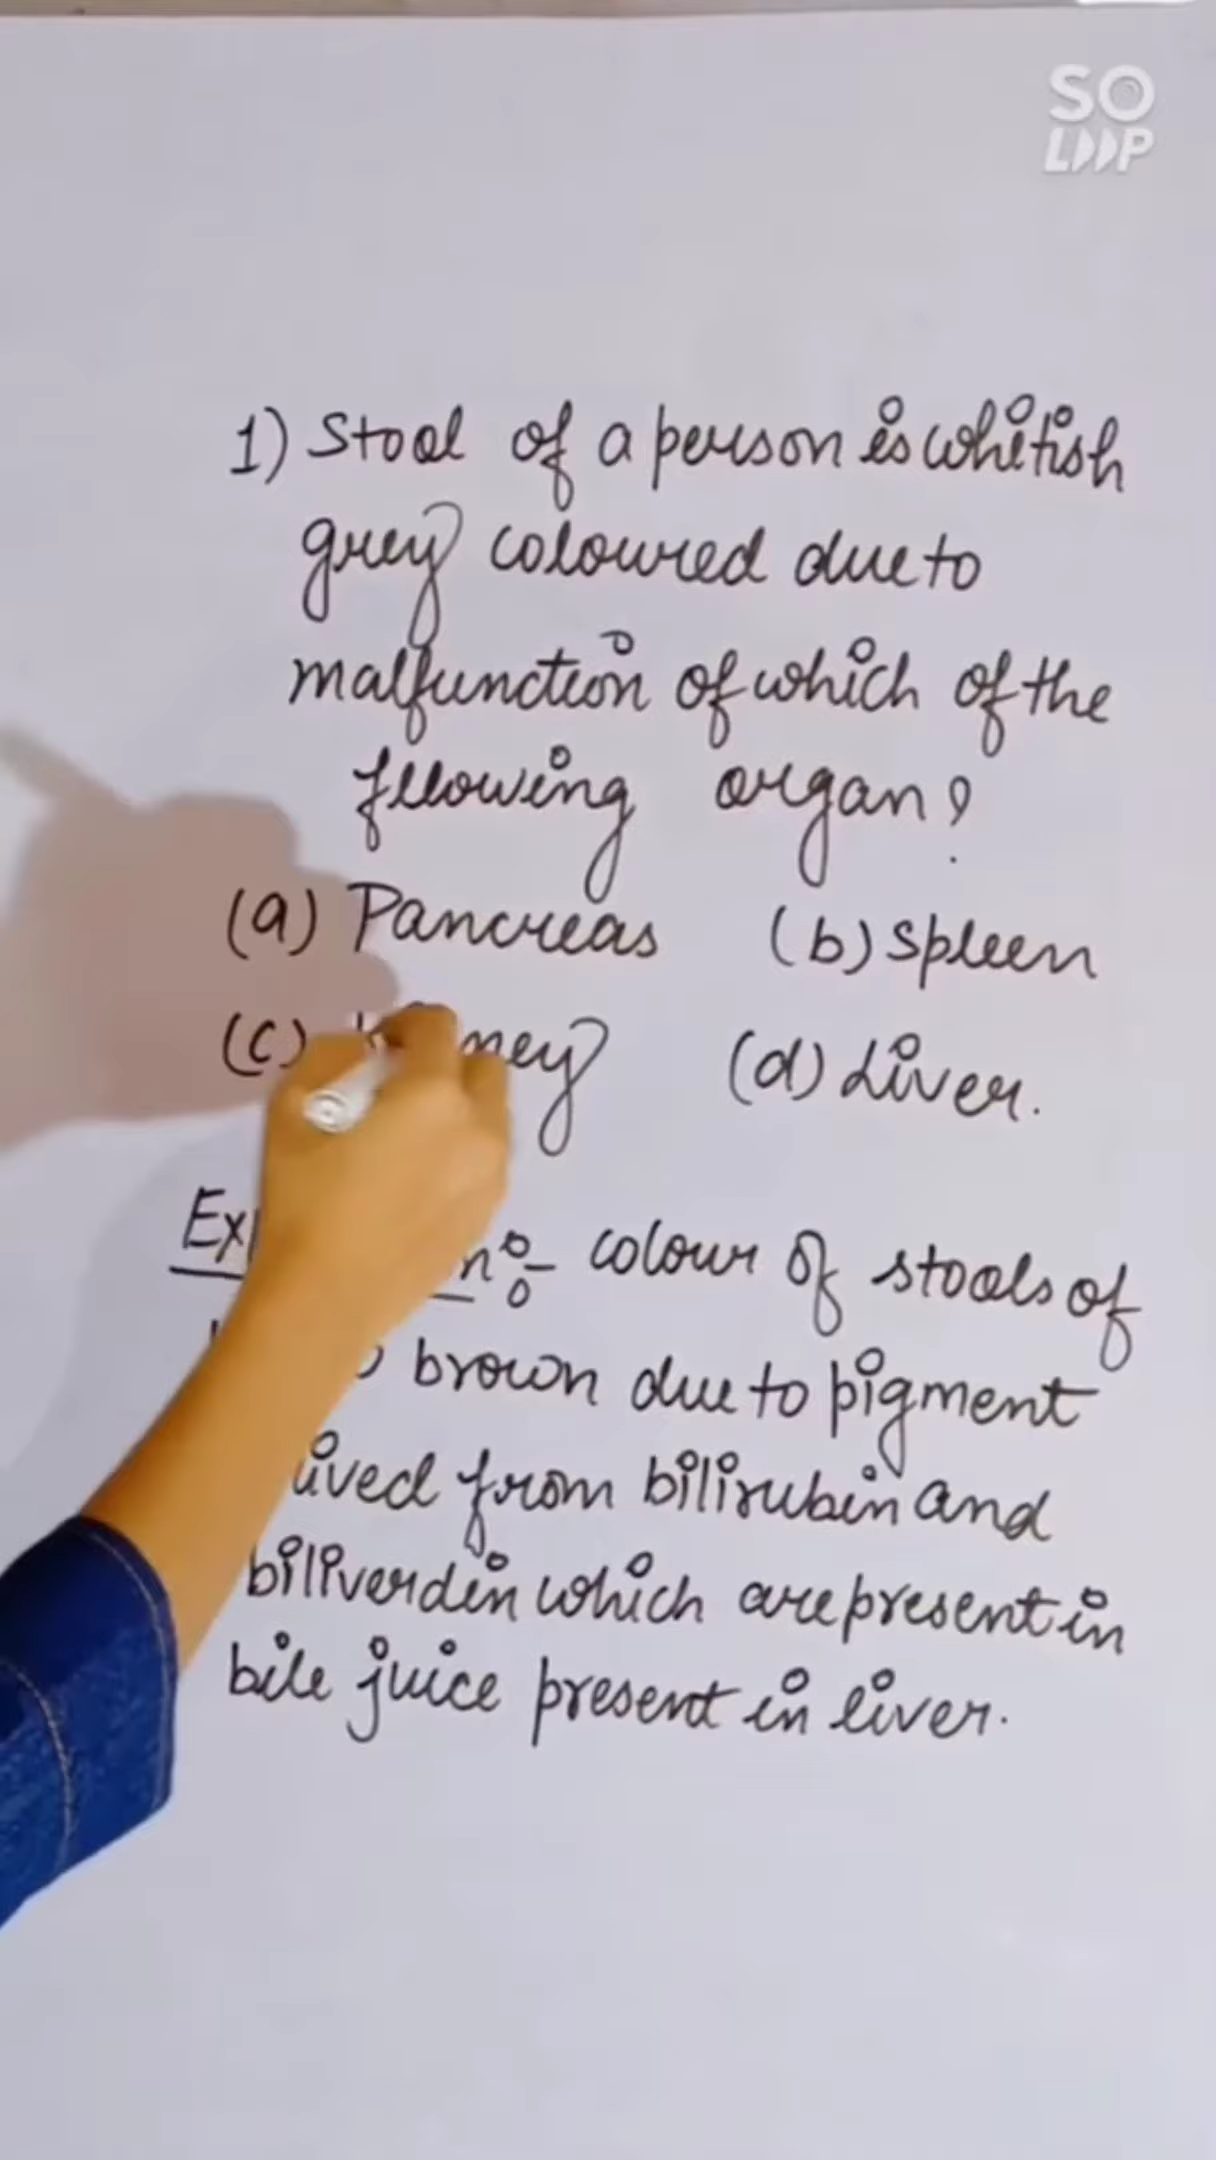 SO
LOOP
1) Stool of a person is whitish
grey coloured due to
malfunction of which of the
fllowing organ?
(a) Pancreas (b) Spleen
(c) (d) Liver.
colour of stools of
brown due to pigment
from bilirubin and
biliverdin which are present in
bile juice present in liver.